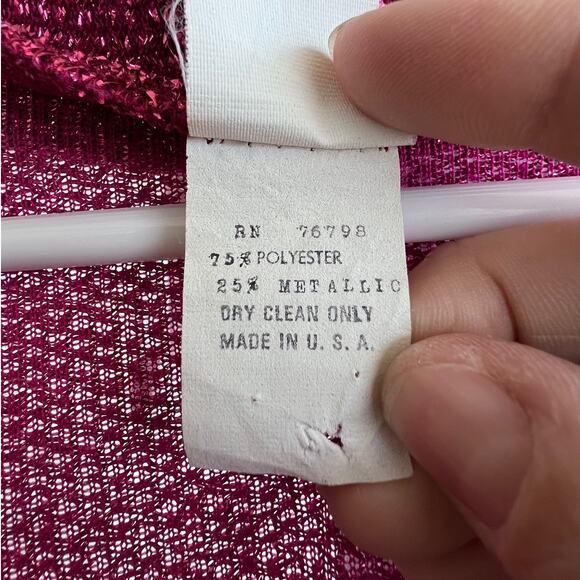 RN 76798
75% POLYESTER
25% METALLIC
DRY CLEAN ONLY
MADE IN U. S. A.